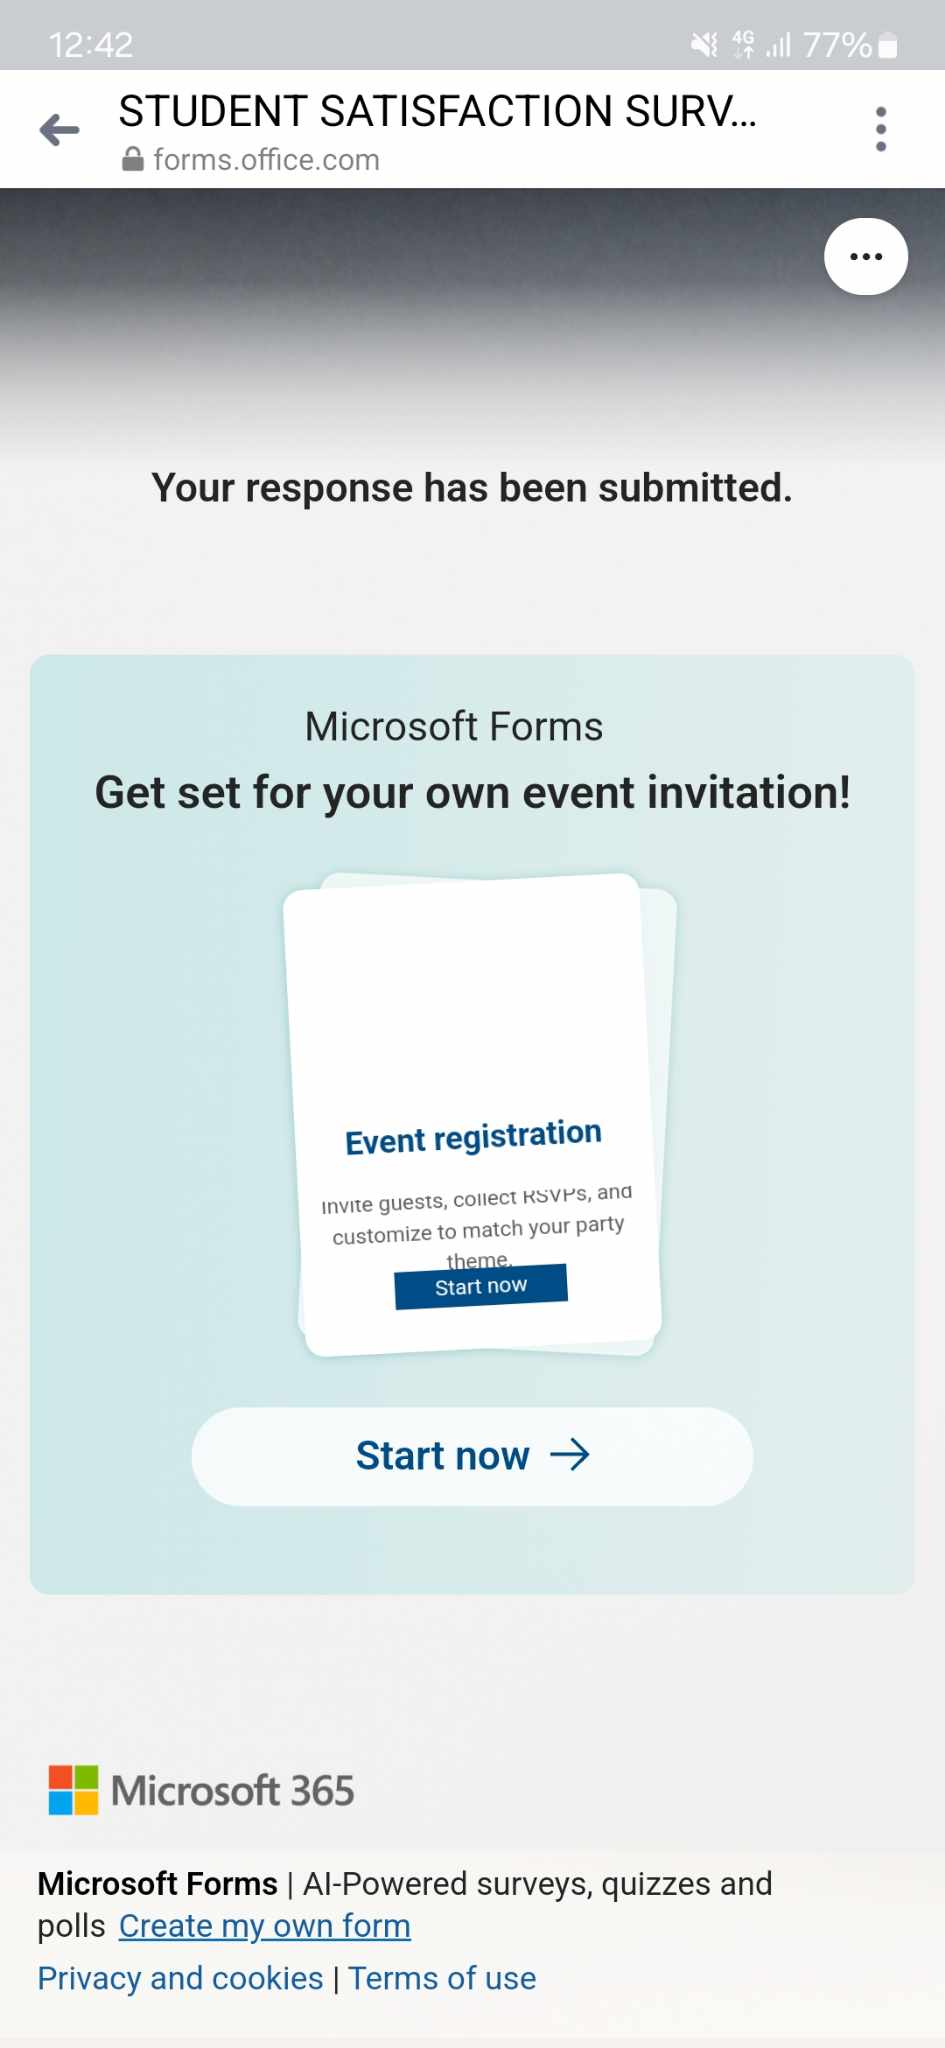 12:42
4G
77%
STUDENT SATISFACTION SURV...
forms.office.com
Your response has been submitted.
Microsoft Forms
Get set for your own event invitation!
Event registration
Invite guests, collect RSVPs, and
customize to match your party
theme.
Start now
Start now
Microsoft 365
Microsoft Forms | AI-Powered surveys, quizzes and
polls Create my own form
Privacy and cookies | Terms of use